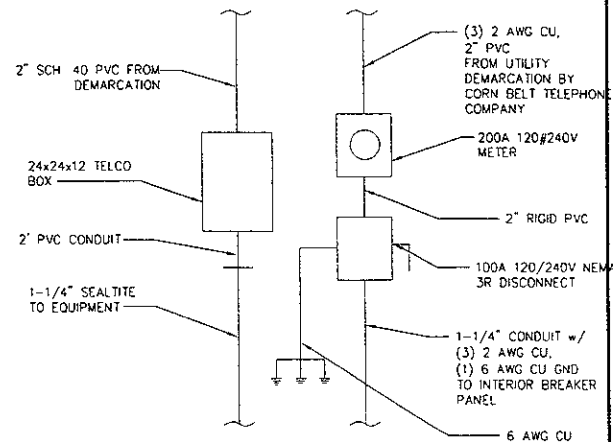 2" SCH 40 PVC FROM
DEMARCATION
24x24x12 TELCO
BOX
2' PVC CONDUIT
1-1/4" SEALTITE
TO EQUIPMENT
(3) 2 AWG CU,
2" PVC
FROM UTILITY
DEMARCATION BY
CORN BELT TELEPHONE
COMPANY
200A 120#240V
METER
2" RIGID PVC
100A 120/240V NEMA
3R DISCONNECT
1-1/4" CONDUIT w/
(3) 2 AWG CU,
(1) 6 AWG CU GND
TO INTERIOR BREAKER
PANEL
6 AWG CU